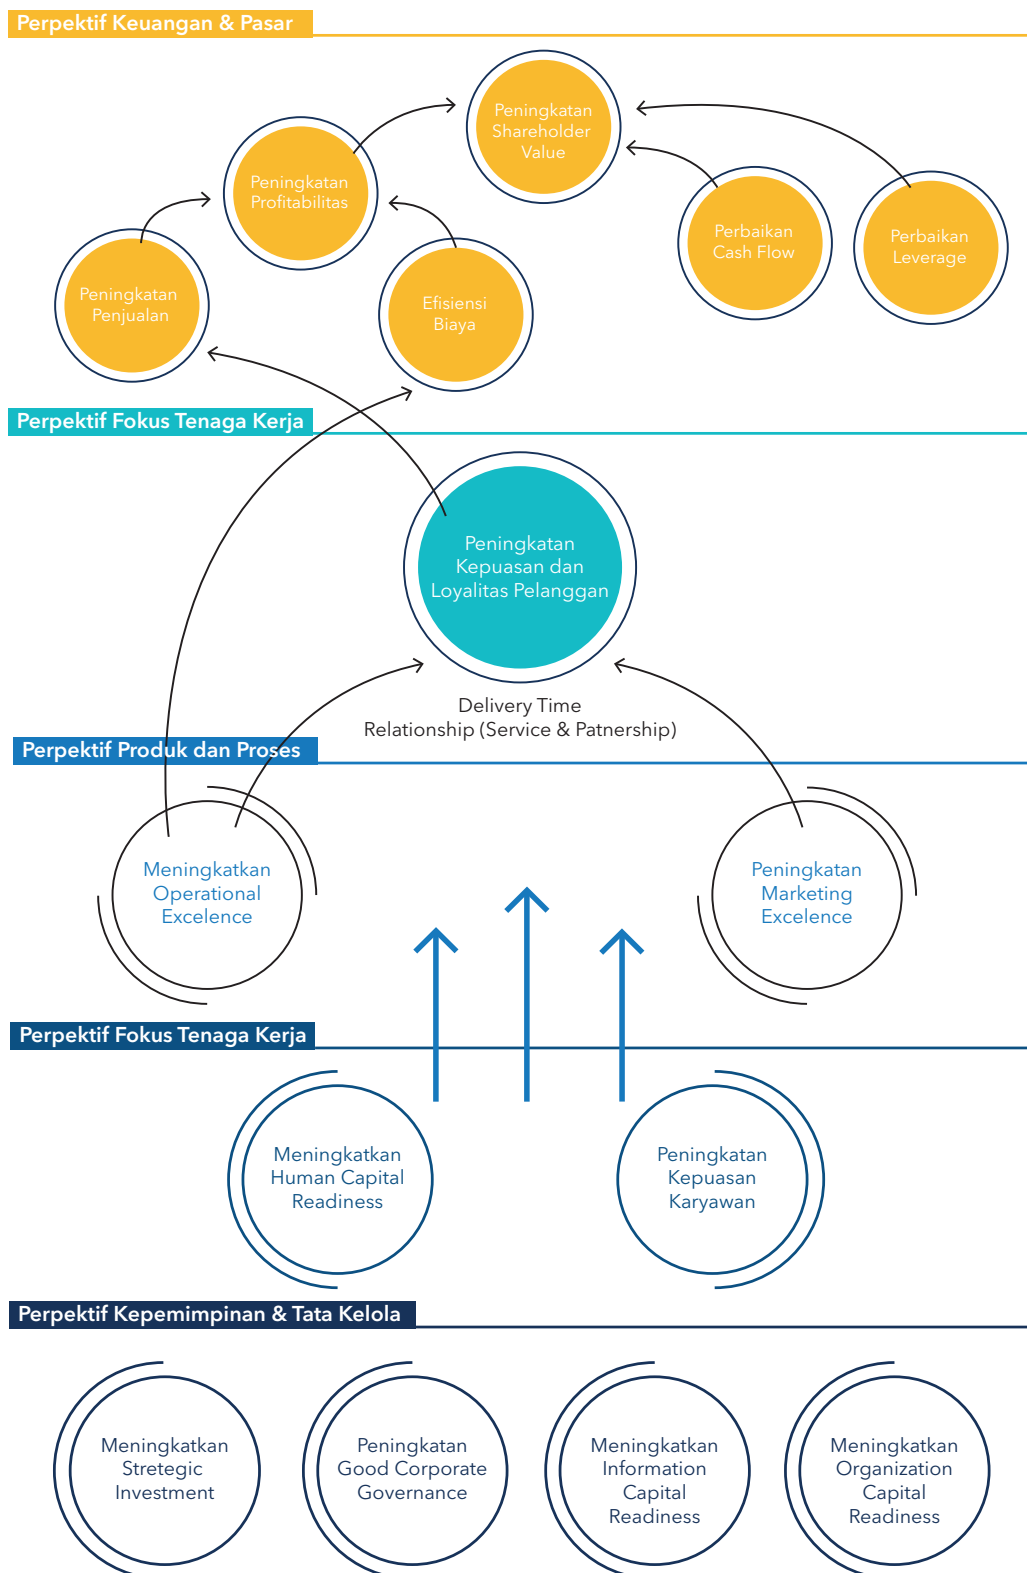 Perpektif Keuangan & Pasar
Peningkatan
Shareholder
Value
Peningkatan
Profitabilitas
Perbaikan
Cash Flow
Perbaikan
Leverage
Peningkatan
Penjualan
Efisiensi
Biaya
Perpektif Fokus Tenaga Kerja
Peningkatan
Kepuasan dan
Loyalitas Pelanggan
Delivery Time
Relationship (Service & Patnership)
Perpektif Produk dan Proses
Meningkatkan
Operational
Excelence
Peningkatan
Marketing
Excelence
Perpektif Fokus Tenaga Kerja
Meningkatkan
Human Capital
Readiness
Peningkatan
Kepuasan
Karyawan
Perpektif Kepemimpinan & Tata Kelola
Meningkatkan
Stretegic
Investment
Peningkatan
Good Corporate
Governance
Meningkatkan
Information
Capital
Readiness
Meningkatkan
Organization
Capital
Readiness